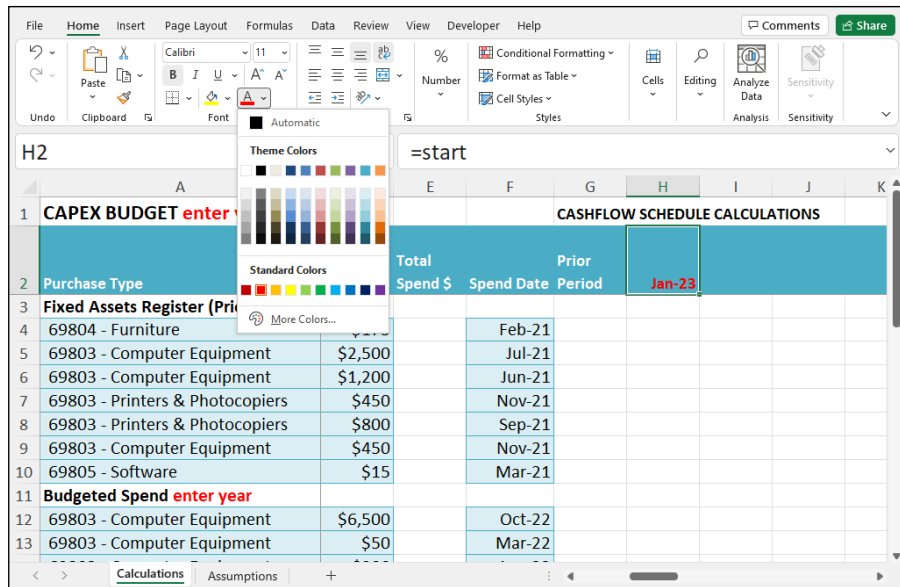 File Home Insert Page Layout Formulas Data Review View Developer Help Comments Share
Calibri 11 ab % Conditional Formatting
Paste B I U A A Number Format as Table Cells Editing Analyze Data Sensitivity
A Cell Styles
Undo Clipboard Font Styles Analysis Sensitivity
H2 =start
Automatic
Theme Colors
Standard Colors
More Colors...
A E F G H I J K
1 CAPEX BUDGET enter CASHFLOW SCHEDULE CALCULATIONS
2 Purchase Type Total Spend $ Spend Date Prior Period Jan-23
3 Fixed Assets Register
4 69804 - Furniture Feb-21
5 69803 - Computer Equipment $2,500 Jul-21
6 69803 - Computer Equipment $1,200 Jun-21
7 69803 - Printers & Photocopiers $450 Nov-21
8 69803 - Printers & Photocopiers $800 Sep-21
9 69803 - Computer Equipment $450 Nov-21
10 69805 - Software $15 Mar-21
11 Budgeted Spend enter year
12 69803 - Computer Equipment $6,500 Oct-22
13 69803 - Computer Equipment $50 Mar-22
Calculations Assumptions +